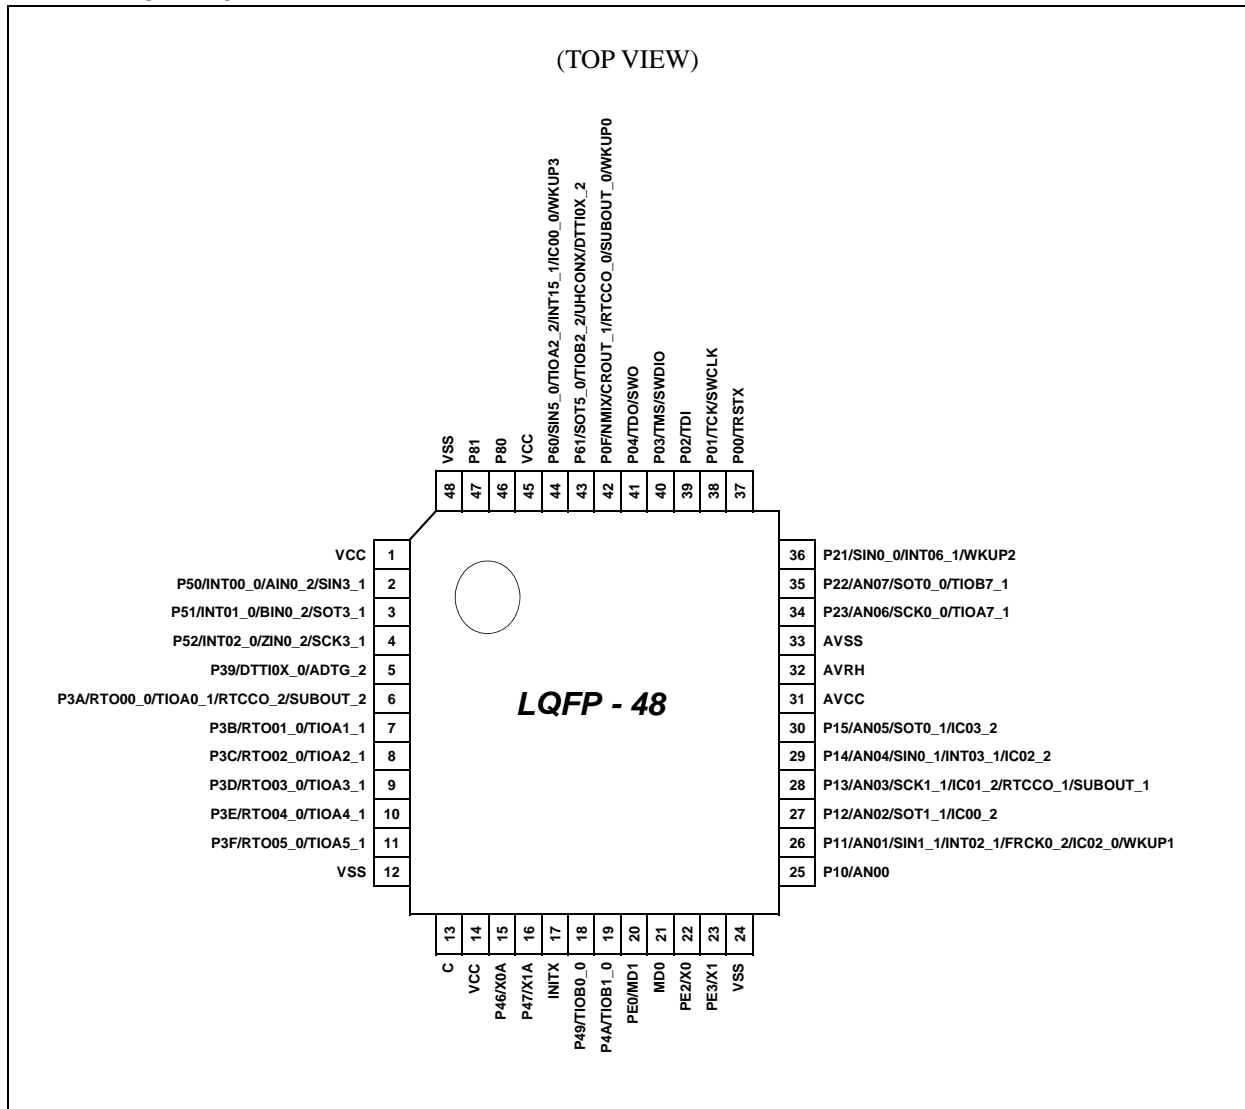 (TOP VIEW)
VSS
P81
P80
VCC
P60/SIN5_0/TIOA2_2/INT15_1/IC00_0/WKUP3
P61/SOT5_0/TIOB2_2/UHCONX/DTTI0X_2
P0F/NMIX/CROUT_1/RTCCO_0/SUBOUT_0/WKUP0
P04/TDO/SWO
P03/TMS/SWDIO
P02/TDI
P01/TCK/SWCLK
P00/TRSTX
48
47
46
45
44
43
42
41
40
39
38
37
VCC 1
P50/INT00_0/AIN0_2/SIN3_1 2
P51/INT01_0/BIN0_2/SOT3_1 3
P52/INT02_0/ZIN0_2/SCK3_1 4
P39/DTTI0X_0/ADTG_2 5
P3A/RTO00_0/TIOA0_1/RTCCO_2/SUBOUT_2 6
P3B/RTO01_0/TIOA1_1 7
P3C/RTO02_0/TIOA2_1 8
P3D/RTO03_0/TIOA3_1 9
P3E/RTO04_0/TIOA4_1 10
P3F/RTO05_0/TIOA5_1 11
VSS 12
LQFP - 48
36 P21/SIN0_0/INT06_1/WKUP2
35 P22/AN07/SOT0_0/TIOB7_1
34 P23/AN06/SCK0_0/TIOA7_1
33 AVSS
32 AVRH
31 AVCC
30 P15/AN05/SOT0_1/IC03_2
29 P14/AN04/SIN0_1/INT03_1/IC02_2
28 P13/AN03/SCK1_1/IC01_2/RTCCO_1/SUBOUT_1
27 P12/AN02/SOT1_1/IC00_2
26 P11/AN01/SIN1_1/INT02_1/FRCK0_2/IC02_0/WKUP1
25 P10/AN00
13
14
15
16
17
18
19
20
21
22
23
24
C
VCC
P46/X0A
P47/X1A
INITX
P49/TIOB0_0
P4A/TIOB1_0
PE0/MD1
MD0
PE2/X0
PE3/X1
VSS